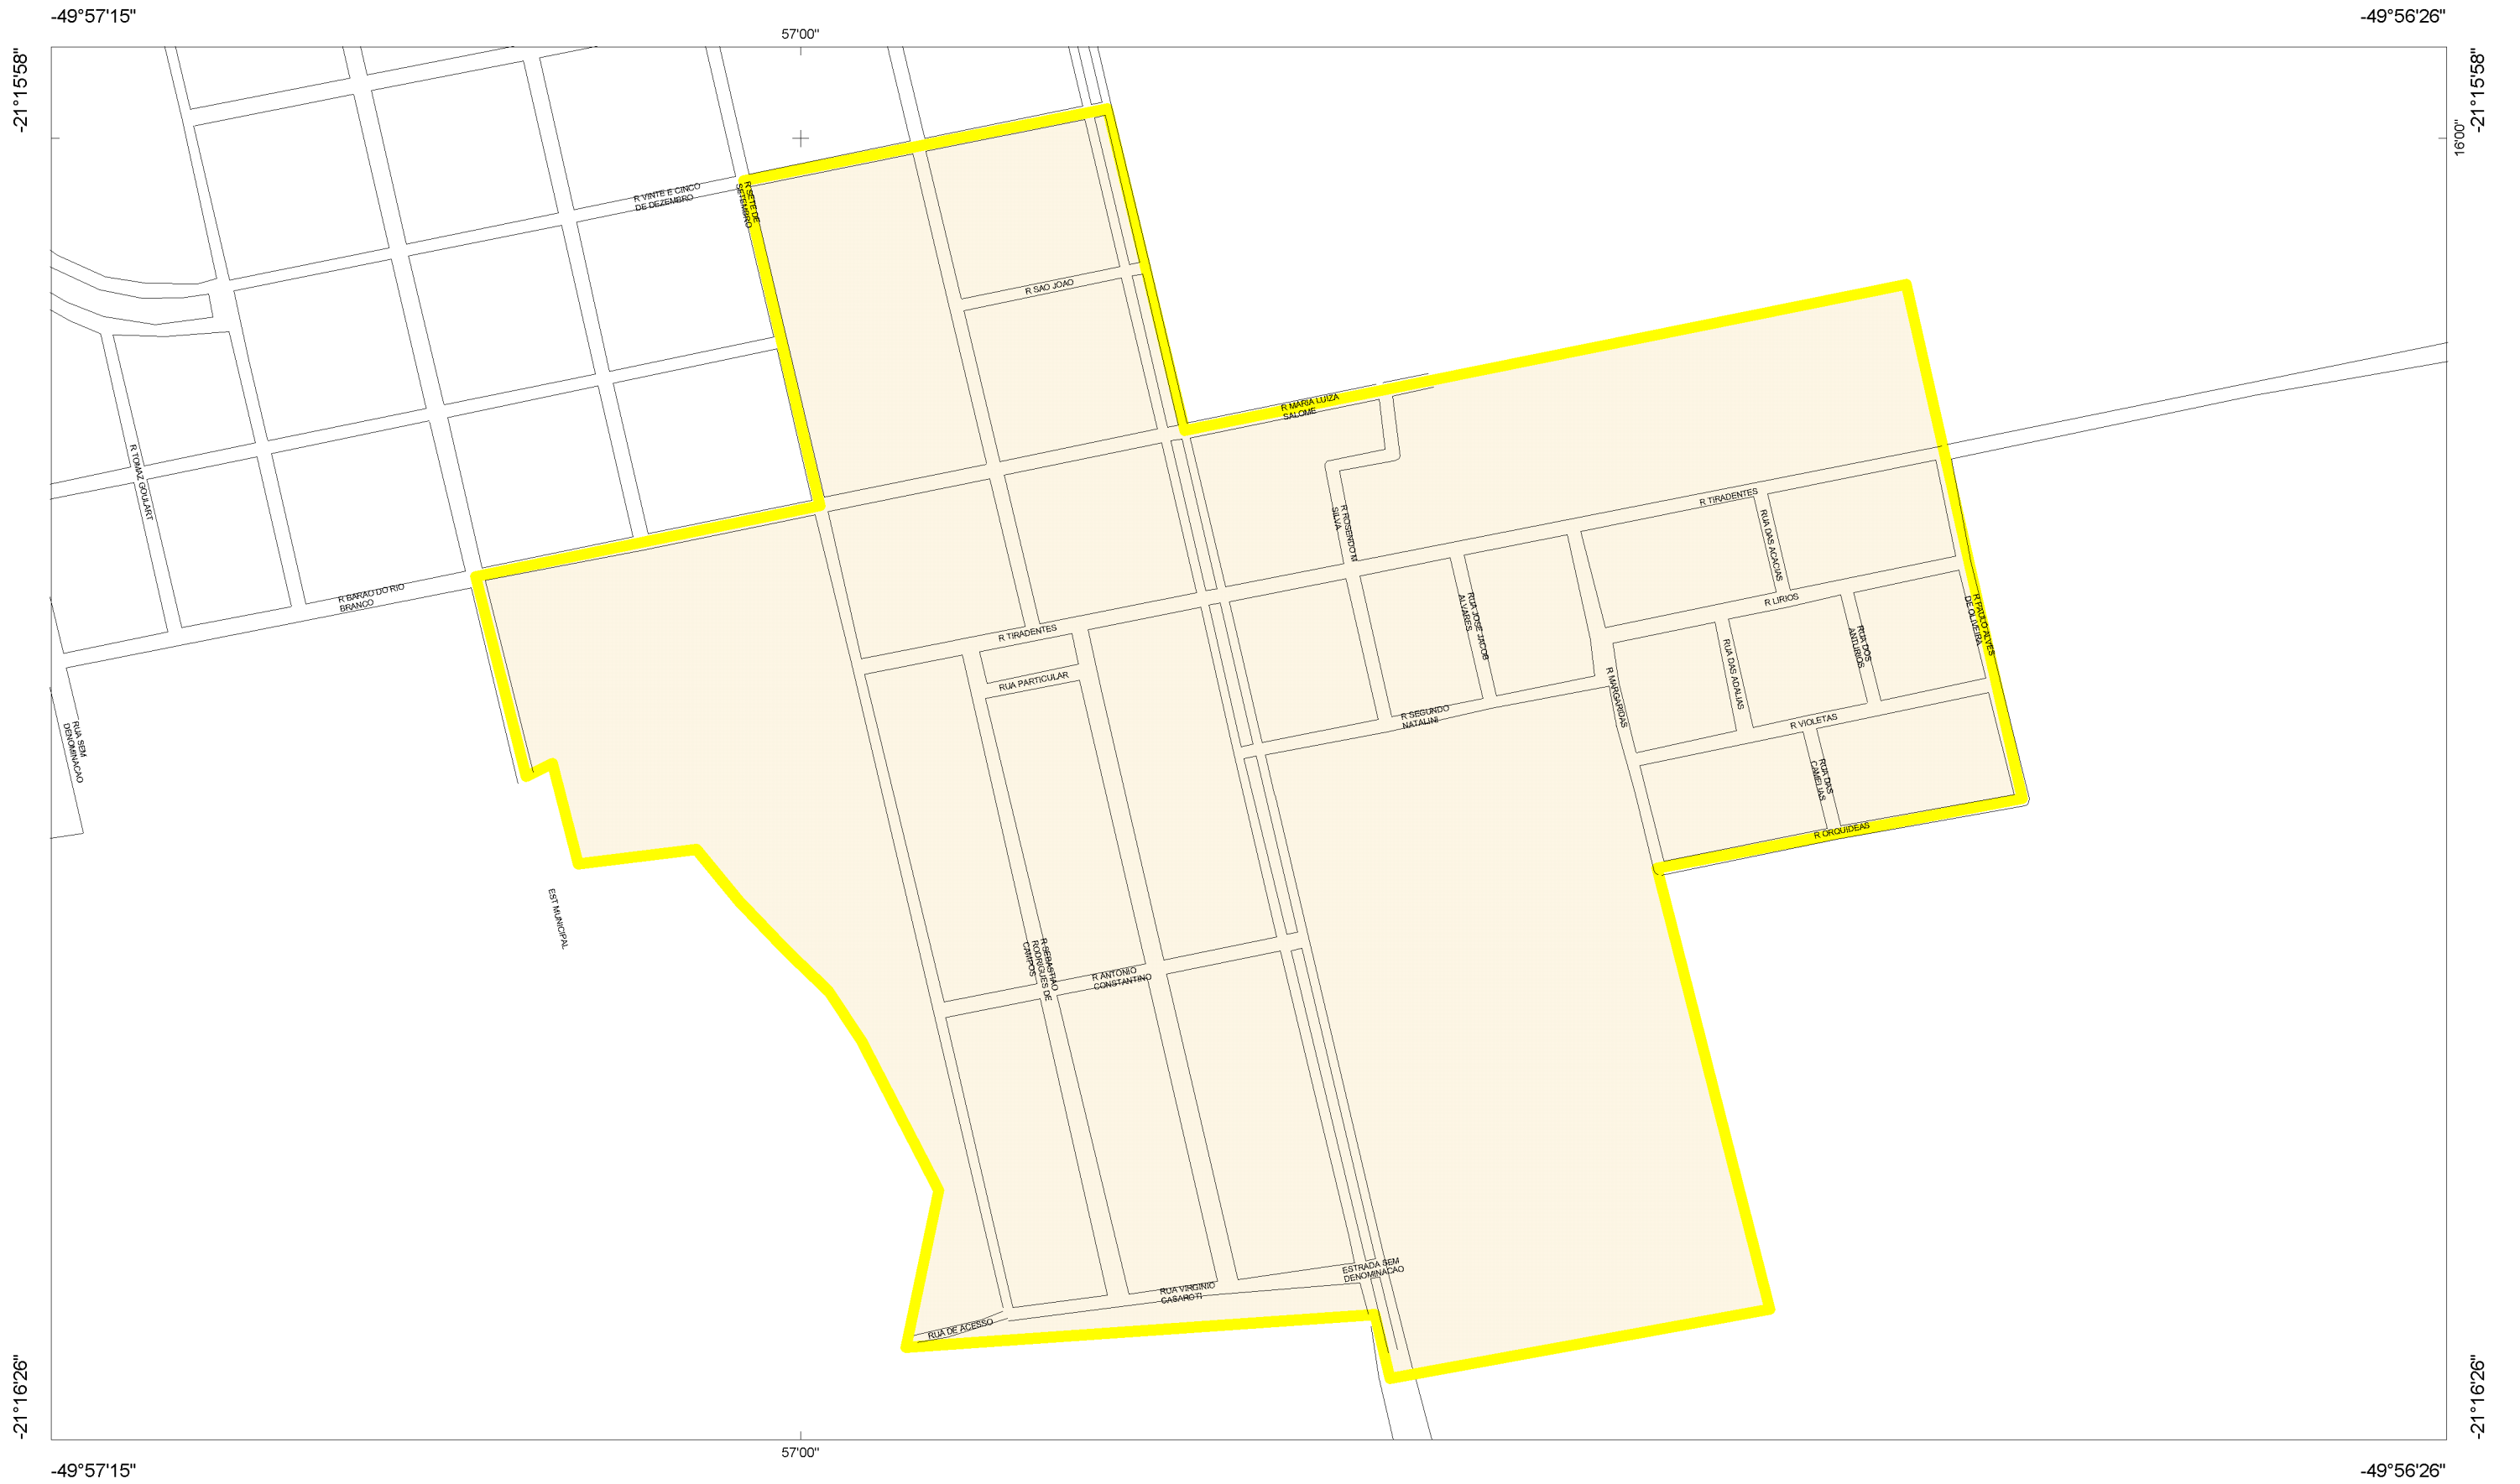 -49°57'15"
-49°56'26"
57'00"
-21°15'58"
-21°15'58"
16'00"
R VINTE E CINCO
DE DEZEMBRO
R SETE DE
SETEMBRO
R SAO JOAO
R MARIA LUIZA
SALOME
R TOMAZ GOULART
R ROSENDO M
SILVA
R TIRADENTES
RUA DAS ACACIAS
R BARAO DO RIO
BRANCO
R LIRIOS
RUA JOSE JACOB
ALVARES
R PAULO ALVES
DE OLIVEIRA
R TIRADENTES
RUA DOS
ANTURIOS
RUA DAS ADALIAS
R MARGARIDAS
RUA PARTICULAR
R SEGUNDO
NATALINI
R VIOLETAS
RUA SEM
DENOMINACAO
RUA DAS
CAMELIAS
R ORQUIDEAS
EST MUNICIPAL
R SEBASTIAO
RODRIGUES DE
CAMPOS
R ANTONIO
CONSTANTINO
ESTRADA SEM
DENOMINACAO
RUA VIRGINIO
CASAROTI
RUA DE ACESSO
-21°16'26"
-21°16'26"
57'00"
-49°57'15"
-49°56'26"